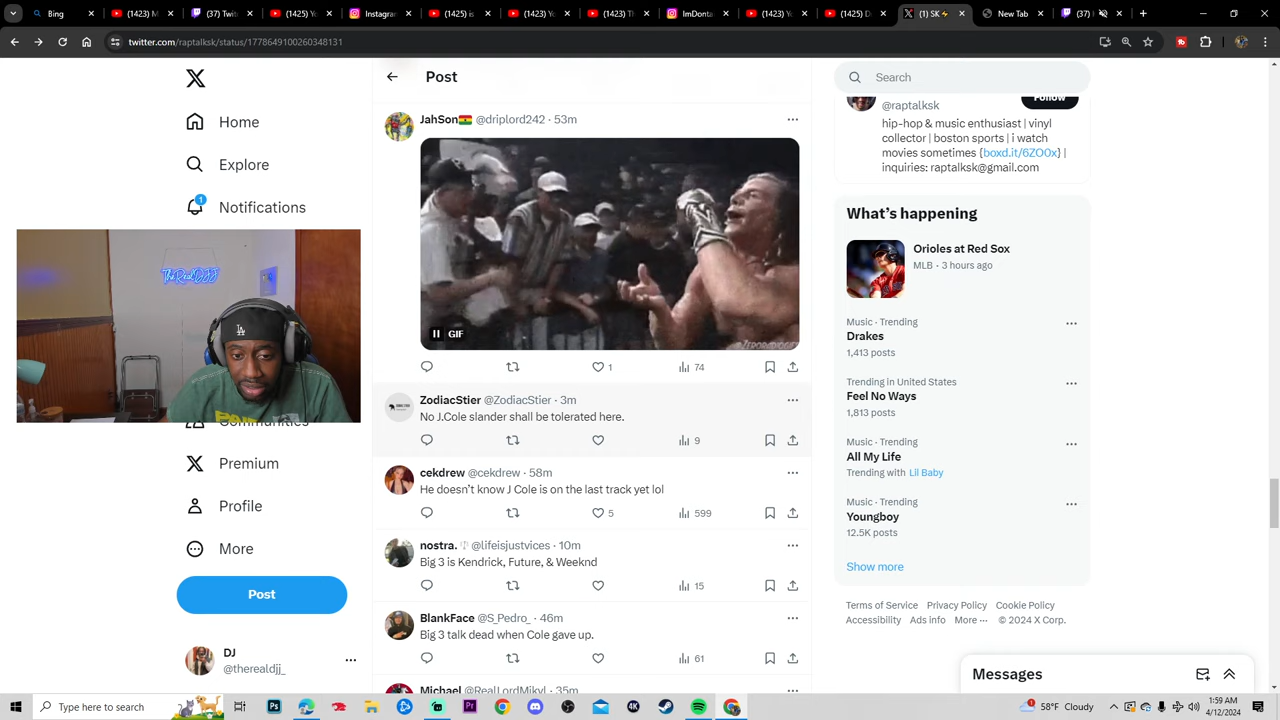 Bing
(1423) M
(37) Twi
(1425) Y
Instagrar
(1425) is
(1423) Yo
(1425) Tl
ImDonta
(1423) Yo
(1425) D
SK⚡
New Tab
(37)
twitter.com/raptalksk/status/1778649100260348131
Home
Explore
1
Notifications
TheRealDJJ
LA
Communities
Premium
Profile
More
Post
DJ
@therealdjj_
Post
JahSon🇬🇭 @driplord242 · 53m
GIF
1
74
ZodiacStier @ZodiacStier · 3m
No J.Cole slander shall be tolerated here.
9
cekdrew @cekdrew · 58m
He doesn't know J Cole is on the last track yet lol
5
599
nostra. @lifeisjustvices · 10m
Big 3 is Kendrick, Future, & Weeknd
15
BlankFace @S_Pedro_ · 46m
Big 3 talk dead when Cole gave up.
61
Michael @RealLordMikyl · 35m
Search
@raptalksk
Follow
hip-hop & music enthusiast | vinyl
collector | boston sports | i watch
movies sometimes {boxd.it/6ZO0x} |
inquiries: raptalksk@gmail.com
What's happening
Orioles at Red Sox
MLB · 3 hours ago
Music · Trending
Drakes
1,413 posts
Trending in United States
Feel No Ways
1,813 posts
Music · Trending
All My Life
Trending with Lil Baby
Music · Trending
Youngboy
12.5K posts
Show more
Terms of Service Privacy Policy Cookie Policy
Accessibility Ads info More ··· © 2024 X Corp.
Messages
Type here to search
58°F Cloudy
1:59 AM
4/12/2024